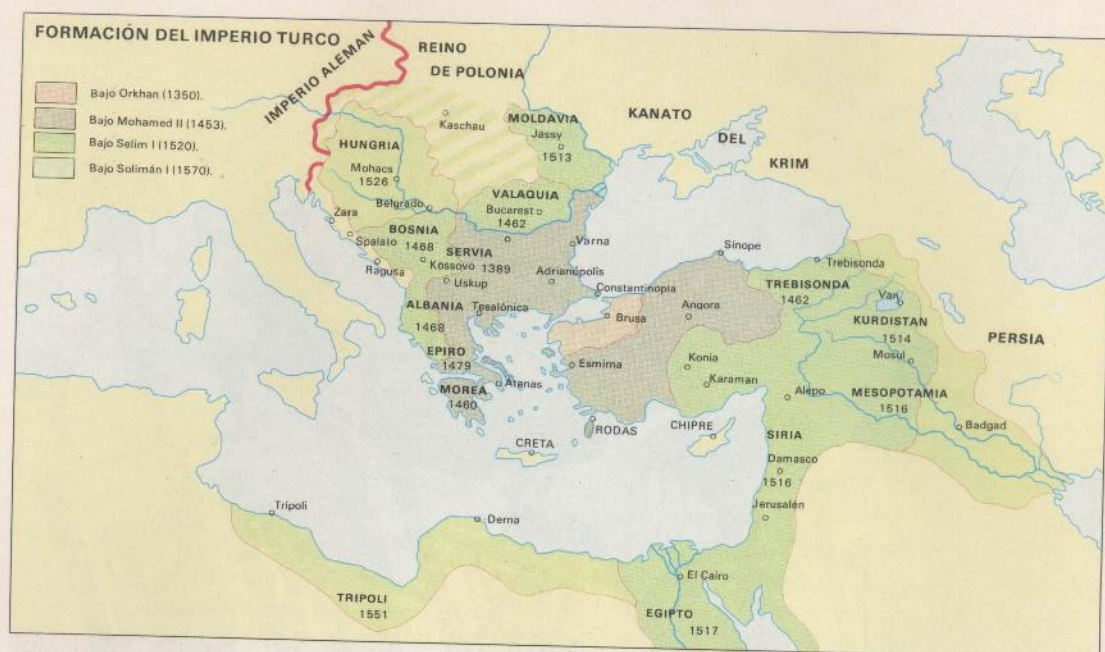 FORMACIÓN DEL IMPERIO TURCO
Bajo Orkhan (1350).
Bajo Mohamed II (1453).
Bajo Selim I (1520).
Bajo Solimán I (1570).
IMPERIO ALEMAN
REINO
DE POLONIA
Kaschau
MOLDAVIA
Jassy
1513
KANATO
DEL
KRIM
HUNGRIA
Mohacs
1526
VALAQUIA
Bucarest
1462
Belgrado
Zara
Spalato
Ragusa
BOSNIA
1468
SERVIA
Kossovo 1389
Uskup
Varna
Adrianópolis
Constantinopla
Sinope
Trebisonda
TREBISONDA
1462
Van
KURDISTAN
1514
Mosul
PERSIA
ALBANIA
1468
Tesalónica
Brusa
Angora
EPIRO
1479
Esmirna
Konia
Karaman
Alepo
MESOPOTAMIA
1516
Badgad
MOREA
1460
Atenas
RODAS
CHIPRE
CRETA
SIRIA
Damasco
1516
Jerusalén
Tripoli
Derna
El Cairo
TRIPOLI
1551
EGIPTO
1517